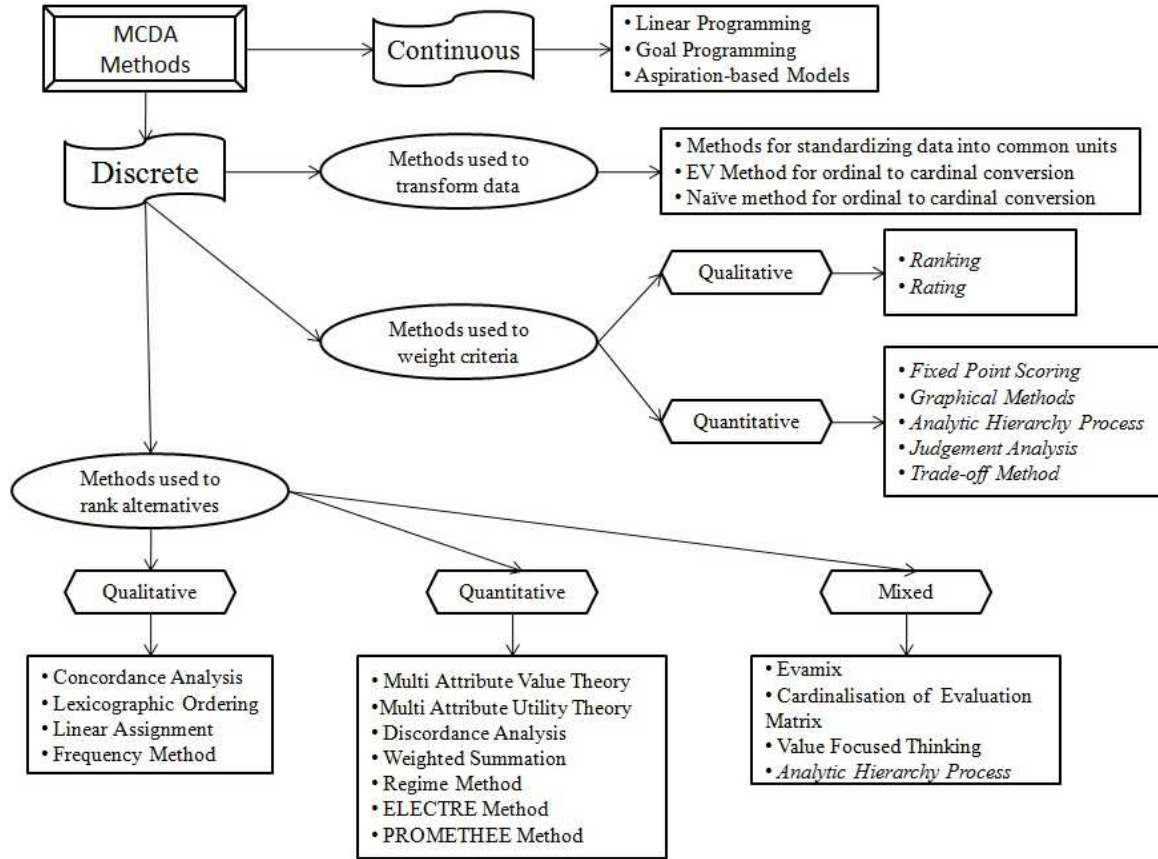 MCDA
Methods
Continuous
• Linear Programming
• Goal Programming
• Aspiration-based Models
Discrete
Methods used to
transform data
• Methods for standardizing data into common units
• EV Method for ordinal to cardinal conversion
• Naïve method for ordinal to cardinal conversion
Qualitative
• Ranking
• Rating
Methods used to
weight criteria
Quantitative
• Fixed Point Scoring
• Graphical Methods
• Analytic Hierarchy Process
• Judgement Analysis
• Trade-off Method
Methods used to
rank alternatives
Qualitative
• Concordance Analysis
• Lexicographic Ordering
• Linear Assignment
• Frequency Method
Quantitative
• Multi Attribute Value Theory
•Multi Attribute Utility Theory
• Discordance Analysis
• Weighted Summation
• Regime Method
• ELECTRE Method
• PROMETHEE Method
Mixed
• Evamix
• Cardinalisation of Evaluation
Matrix
• Value Focused Thinking
• Analytic Hierarchy Process